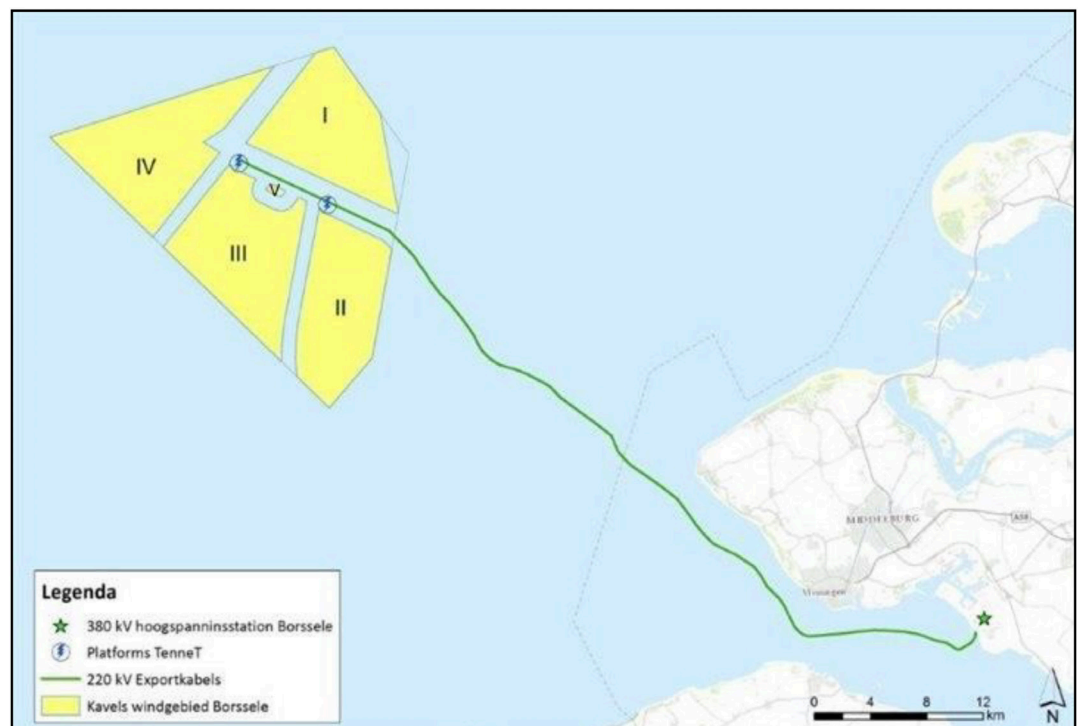 I
IV
V
III
II
MIDDELBURG
A58
Vlissingen
Legenda
380 kV hoogspanninsstation Borssele
Platforms TenneT
220 kV Exportkabels
Kavels windgebied Borssele
0 4 8 12
km
N